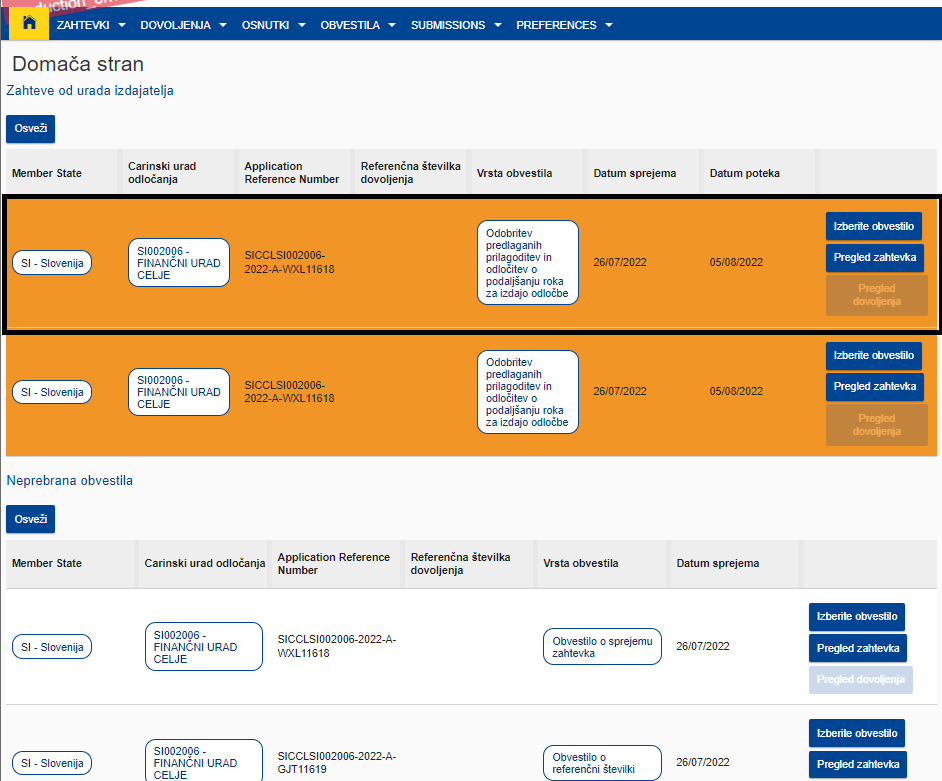 ZAHTEVKI DOVOLJENJA OSNUTKI OBVESTILA SUBMISSIONS PREFERENCES
Domača stran
Zahteve od urada izdajatelja
Osveži
Member State
Carinski urad
odločanja
Application
Reference Number
Referenčna številka
dovoljenja
Vrsta obvestila
Datum sprejema
Datum poteka
SI - Slovenija
SI002006 -
FINANČNI URAD
CELJE
SICCLSI002006-
2022-A-WXL11618
Odobritev
predlaganih
prilagoditev in
odločitev o
podaljšanju roka
za izdajo odločbe
26/07/2022
05/08/2022
Izberite obvestilo
Pregled zahtevka
Pregled
dovoljenja
SI - Slovenija
SI002006 -
FINANČNI URAD
CELJE
SICCLSI002006-
2022-A-WXL11618
Odobritev
predlaganih
prilagoditev in
odločitev o
podaljšanju roka
za izdajo odločbe
26/07/2022
05/08/2022
Izberite obvestilo
Pregled zahtevka
Pregled
dovoljenja
Neprebrana obvestila
Osveži
Member State
Carinski urad odločanja
Application Reference
Number
Referenčna številka
dovoljenja
Vrsta obvestila
Datum sprejema
SI - Slovenija
SI002006 -
FINANČNI URAD
CELJE
SICCLSI002006-2022-A-
WXL11618
Obvestilo o sprejemu
zahtevka
26/07/2022
Izberite obvestilo
Pregled zahtevka
Pregled dovoljenja
SI - Slovenija
SI002006 -
FINANČNI URAD
CELJE
SICCLSI002006-2022-A-
GJT11619
Obvestilo o
referenčni številki
26/07/2022
Izberite obvestilo
Pregled zahtevka